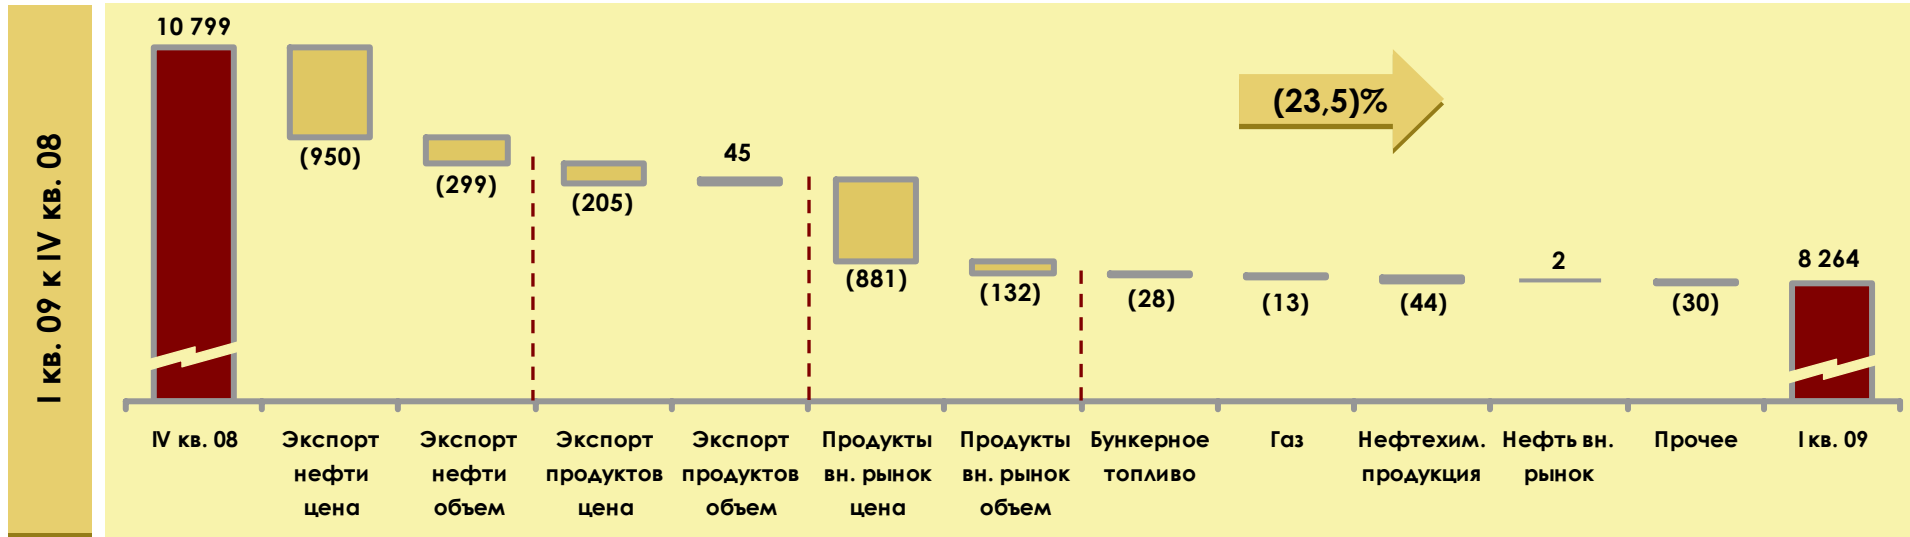 I кв. 09 к IV кв. 08
10 799
(950)
(299)
(205)
45
(881)
(132)
(28)
(13)
(44)
2
(30)
8 264
(23,5)%
IV кв. 08
Экспорт
нефти
цена
Экспорт
нефти
объем
Экспорт
продуктов
цена
Экспорт
продуктов
объем
Продукты
вн. рынок
цена
Продукты
вн. рынок
объем
Бункерное
топливо
Газ
Нефтехим.
продукция
Нефть вн.
рынок
Прочее
I кв. 09